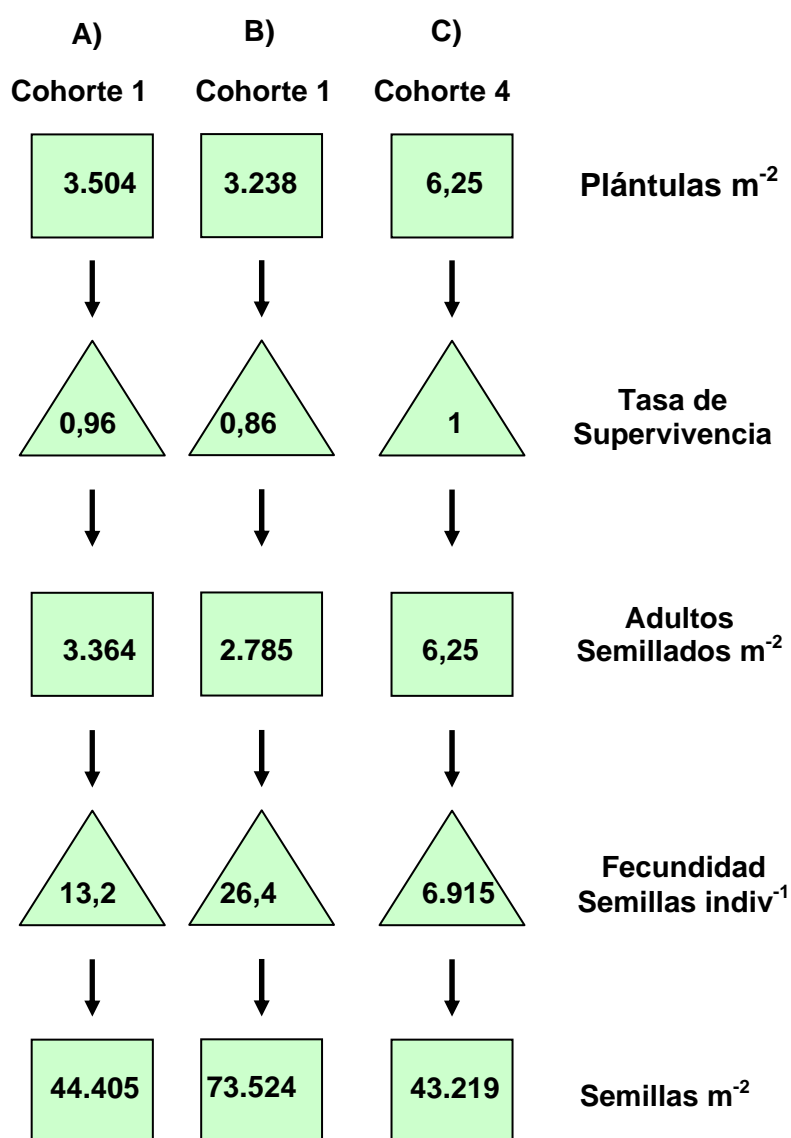 A) B) C)
Cohorte 1 Cohorte 1 Cohorte 4
3.504 3.238 6,25 Plántulas m-2
0,96 0,86 1 Tasa de
Supervivencia
3.364 2.785 6,25 Adultos
Semillados m-2
13,2 26,4 6.915 Fecundidad
Semillas indiv-1
44.405 73.524 43.219 Semillas m-2